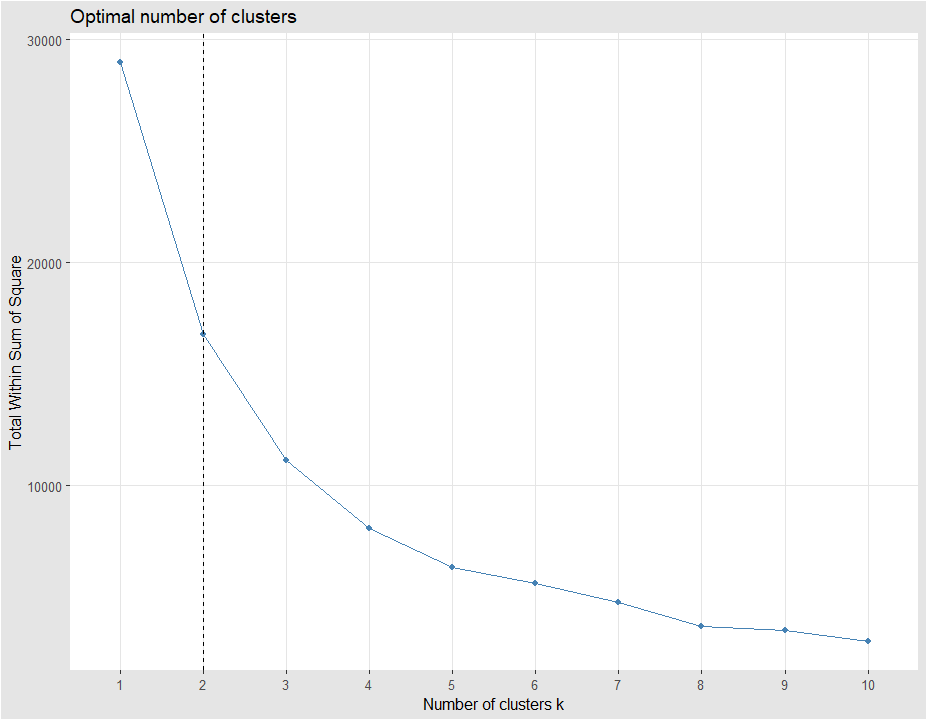 Optimal number of clusters
30000
20000
10000
Total Within Sum of Square
1 2 3 4 5 6 7 8 9 10
Number of clusters k